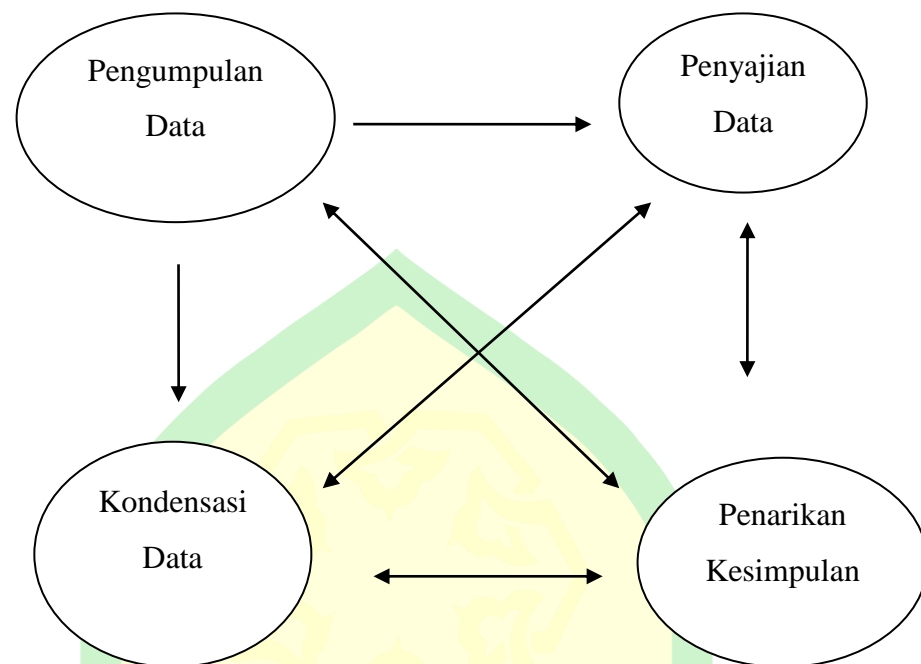 Pengumpulan
Data
Penyajian
Data
Kondensasi
Data
Penarikan
Kesimpulan